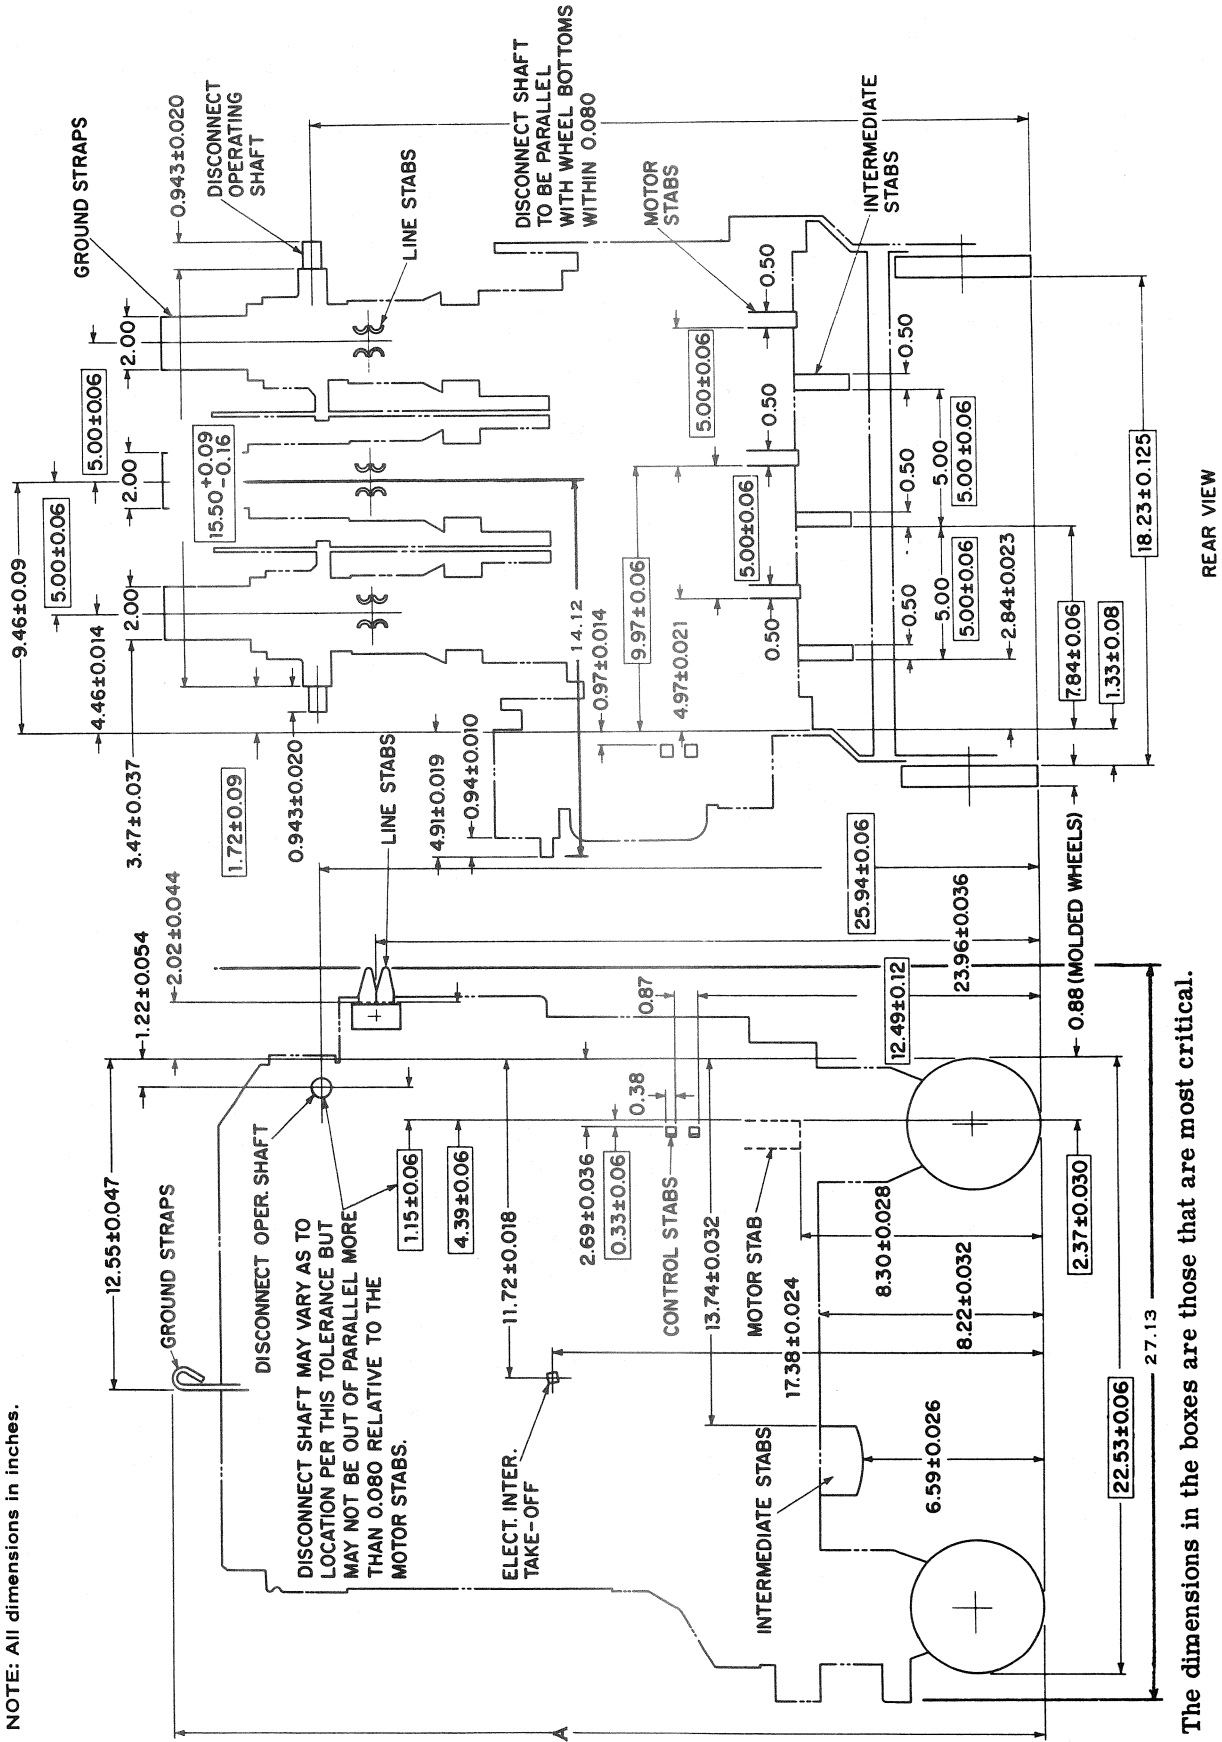 NOTE: All dimensions in inches.
12.55±0.047
GROUND STRAPS
DISCONNECT OPER. SHAFT
DISCONNECT SHAFT MAY VARY AS TO
LOCATION PER THIS TOLERANCE BUT
MAY NOT BE OUT OF PARALLEL MORE
THAN 0.080 RELATIVE TO THE
MOTOR STABS.
1.22±0.054
2.02±0.044
LINE STABS
1.15±0.06
4.39±0.06
11.72±0.018
ELECT. INTER.
TAKE-OFF
2.69±0.036
0.33±0.06
CONTROL STABS
0.38
0.87
13.74±0.032
MOTOR STAB
INTERMEDIATE STABS
17.38±0.024
8.30±0.028
8.22±0.032
6.59±0.026
12.49±0.12
23.96±0.036
25.94±0.06
0.88 (MOLDED WHEELS)
2.37±0.030
22.53±0.06
27.13
A
9.46±0.09
5.00±0.06
4.46±0.014
5.00±0.06
2.00
2.00
2.00
GROUND STRAPS
3.47±0.037
0.943±0.020
DISCONNECT
OPERATING
SHAFT
15.50+0.09
-0.16
1.72±0.09
0.943±0.020
LINE STABS
4.91±0.019
0.94±0.010
DISCONNECT SHAFT
TO BE PARALLEL
WITH WHEEL BOTTOMS
WITHIN 0.080
14.12
0.97±0.014
9.97±0.06
4.97±0.021
MOTOR
STABS
5.00±0.06
5.00±0.06
0.50
0.50
0.50
INTERMEDIATE
STABS
0.50
0.50
0.50
5.00
5.00±0.06
5.00
5.00±0.06
2.84±0.023
7.84±0.06
1.33±0.08
18.23±0.125
REAR VIEW
The dimensions in the boxes are those that are most critical.